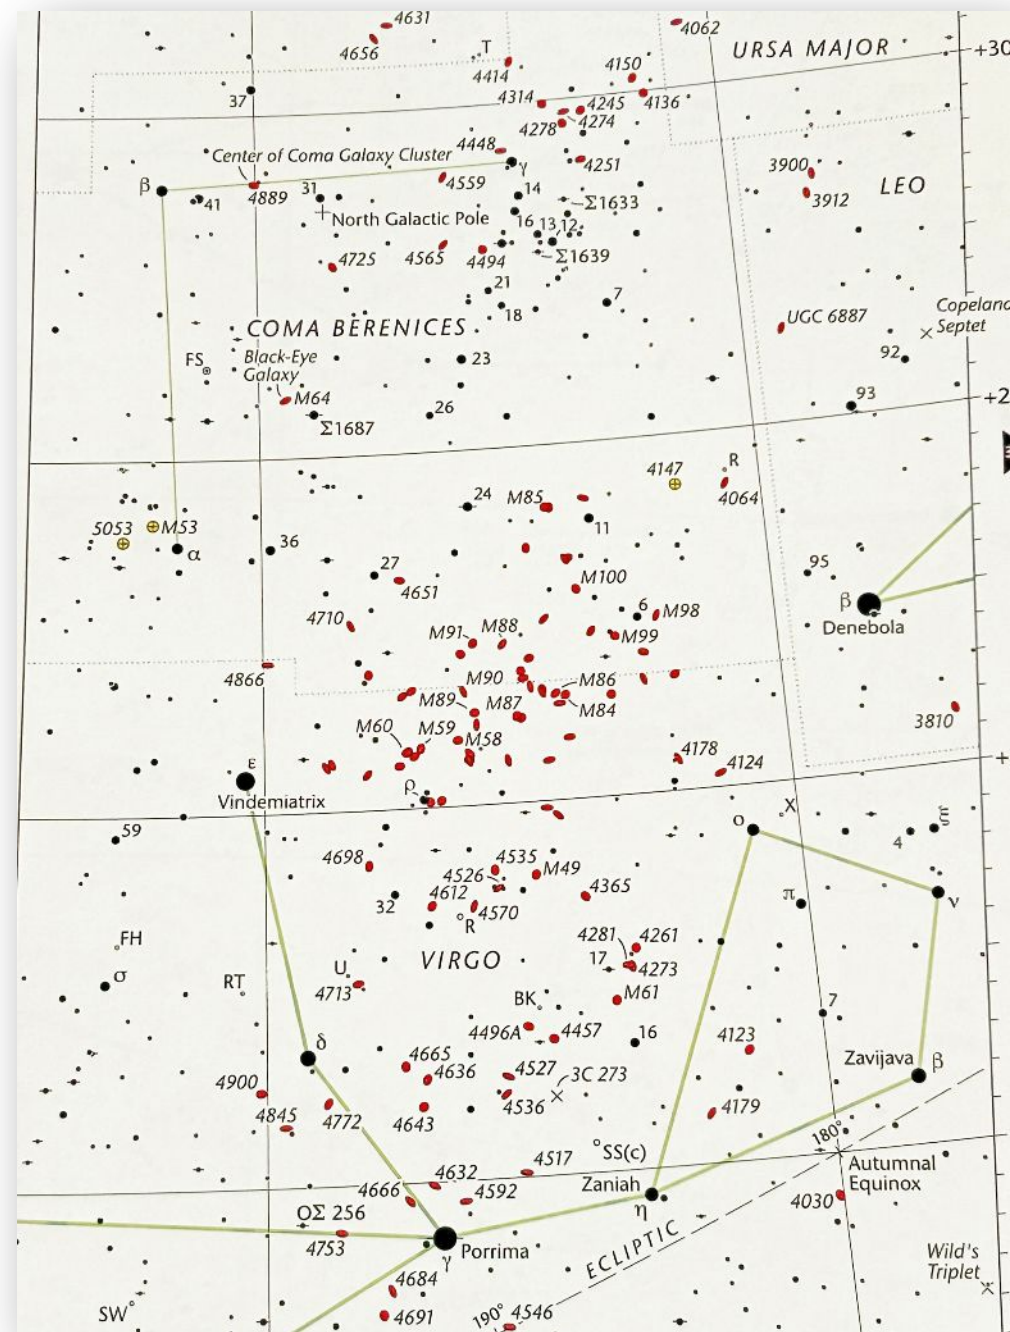 4631
4656
T
4414
4062
URSA MAJOR
+30
4150
37
4314
4245
4136
4274
4278
4448
Center of Coma Galaxy Cluster
γ
4251
3900
LEO
β
4889
31
4559
14
Σ1633
3912
41
North Galactic Pole
16
13
12
4725
4565
4494
Σ1639
21
7
18
UGC 6887
Copeland
Septet
COMA BERENICES
FS
Black-Eye
Galaxy
23
92
M64
26
93
+2
Σ1687
4147
R
24
M85
4064
5053
M53
11
α
36
27
M100
95
4651
β
Denebola
4710
6
M98
M91
M88
M99
4866
M90
M86
M89
M87
M84
3810
M60
M59
M58
4178
4124
+
ε
Vindemiatrix
ρ
59
ο
X
ξ
4
4698
4535
4526
M49
4612
4365
32
4570
R
π
ν
FH
VIRGO
4281
4261
17
4273
σ
RT
U
4713
M61
BK
7
4496A
4457
16
4123
δ
Zavijava
β
4665
4636
4527
3C 273
4900
4536
4845
4772
4643
4179
180°
SS(c)
4517
Autumnal
Equinox
4632
Zaniah
4666
4592
η
4030
OΣ 256
4753
γ
Porrima
ECLIPTIC
Wild's
Triplet
4684
SW
4691
190°
4546